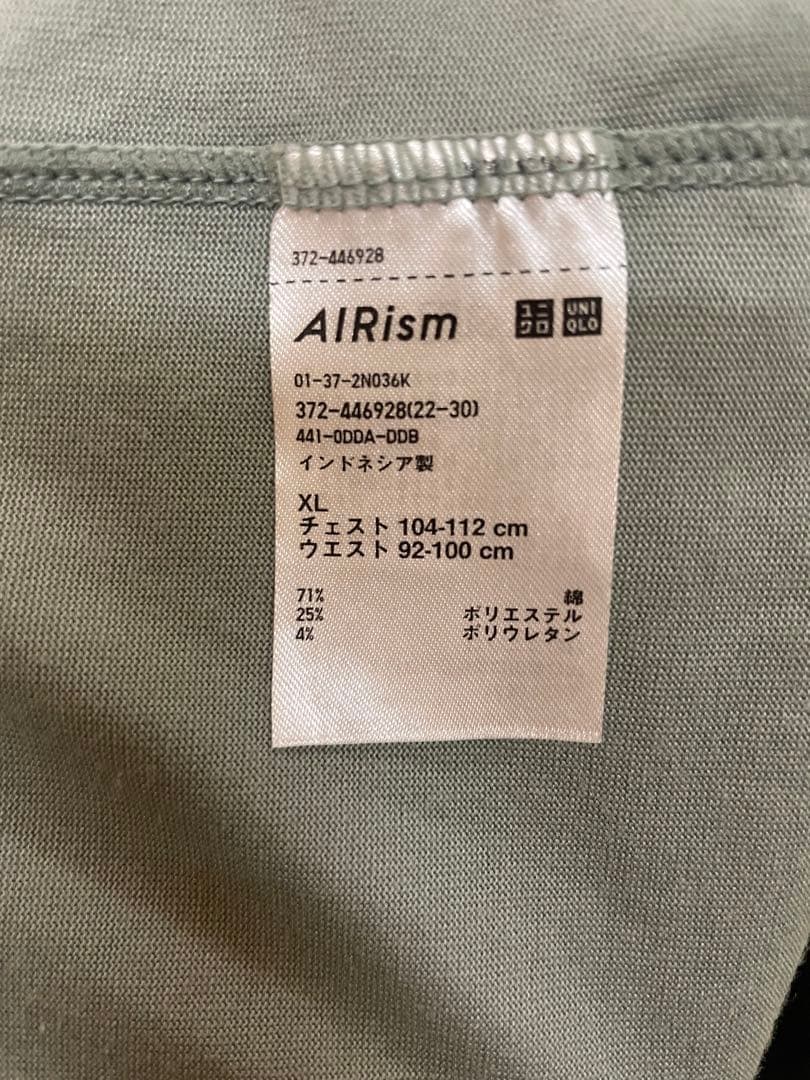 372-446928
AIRism ユニクロ UNIQLO
01-37-2N036K
372-446928(22-30)
441-0DDA-DDB
インドネシア製
XL
チェスト 104-112 cm
ウエスト 92-100 cm
71% 綿
25% ポリエステル
4% ポリウレタン